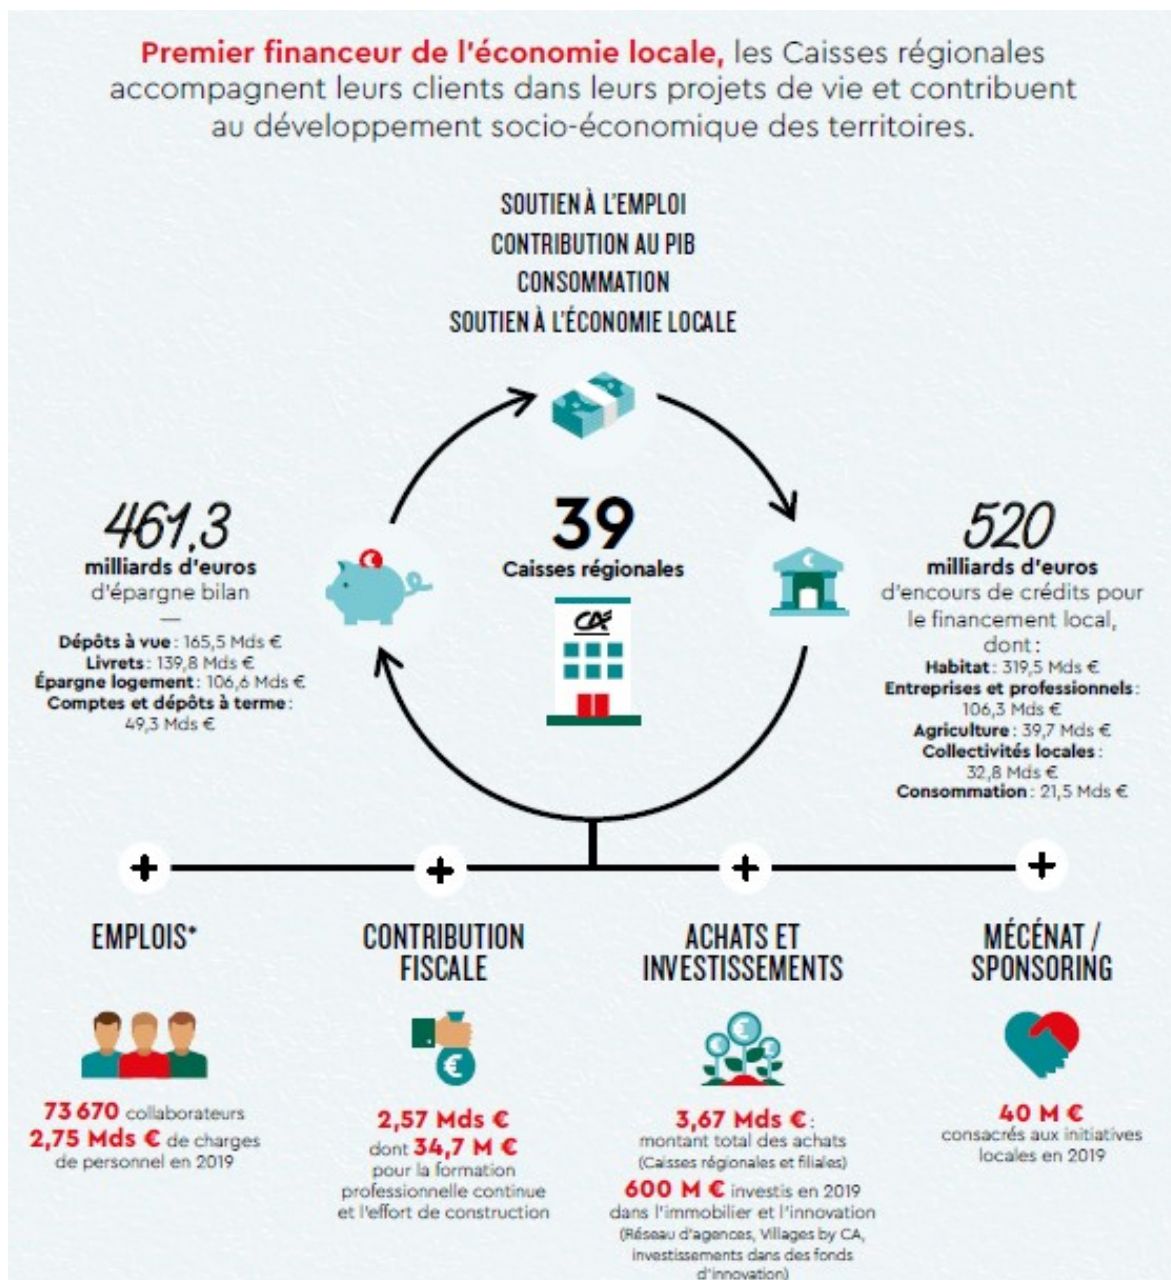 Premier financeur de l'économie locale, les Caisses régionales
accompagnent leurs clients dans leurs projets de vie et contribuent
au développement socio-économique des territoires.
SOUTIEN À L'EMPLOI
CONTRIBUTION AU PIB
CONSOMMATION
SOUTIEN À L'ÉCONOMIE LOCALE
461,3
milliards d'euros
d'épargne bilan
Dépôts à vue : 165,5 Mds €
Livrets : 139,8 Mds €
Épargne logement : 106,6 Mds €
Comptes et dépôts à terme :
49,3 Mds €
39
Caisses régionales
CA
520
milliards d'euros
d'encours de crédits pour
le financement local,
dont :
Habitat : 319,5 Mds €
Entreprises et professionnels :
106,3 Mds €
Agriculture : 39,7 Mds €
Collectivités locales :
32,8 Mds €
Consommation : 21,5 Mds €
EMPLOIS*
73 670 collaborateurs
2,75 Mds € de charges
de personnel en 2019
CONTRIBUTION
FISCALE
€
2,57 Mds €
dont 34,7 M €
pour la formation
professionnelle continue
et l'effort de construction
ACHATS ET
INVESTISSEMENTS
3,67 Mds € :
montant total des achats
(Caisses régionales et filiales)
600 M € investis en 2019
dans l'immobilier et l'innovation
(Réseau d'agences, Villages by CA,
investissements dans des fonds
d'innovation)
MÉCÉNAT /
SPONSORING
40 M €
consacrés aux initiatives
locales en 2019